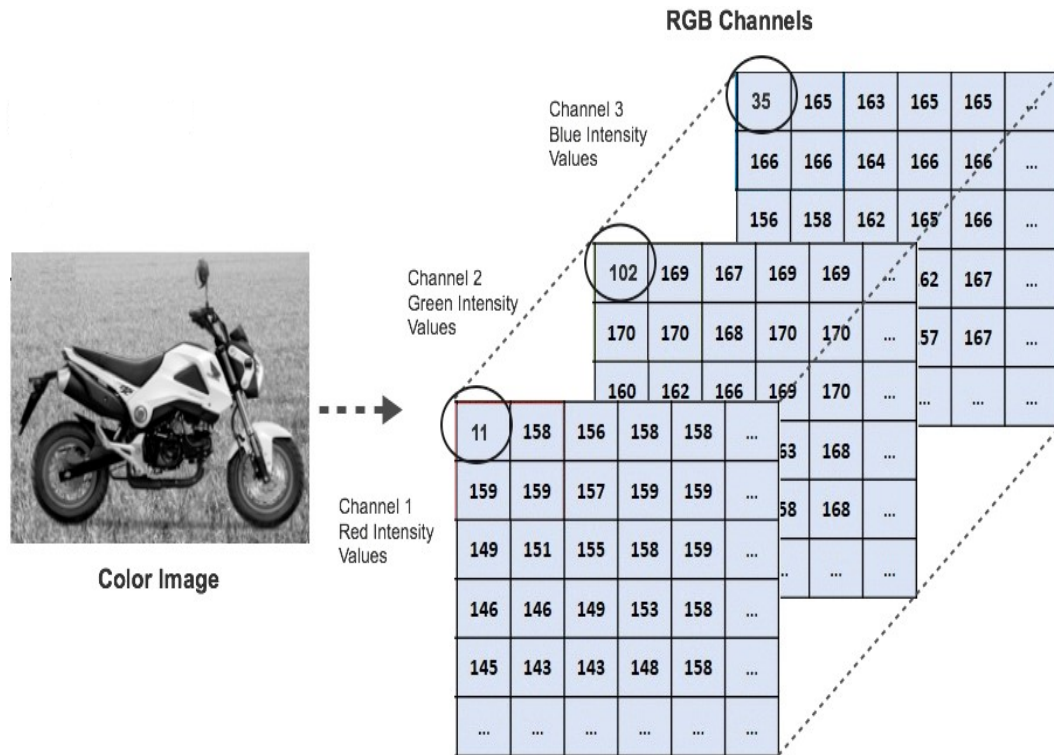 RGB Channels
Channel 3
Blue Intensity
Values
35 165 163 165 165 ...
166 166 164 166 166 ...
156 158 162 165 166 ...
62 167 ...
57 167 ...
... ... ...
Channel 2
Green Intensity
Values
102 169 167 169 169 ...
170 170 168 170 170 ...
160 162 166 169 170 ...
63 168 ...
58 168 ...
.. ... ...
Channel 1
Red Intensity
Values
11 158 156 158 158 ...
159 159 157 159 159 ...
149 151 155 158 159 ...
146 146 149 153 158 ...
145 143 143 148 158 ...
... ... ... ... ... ...
Color Image